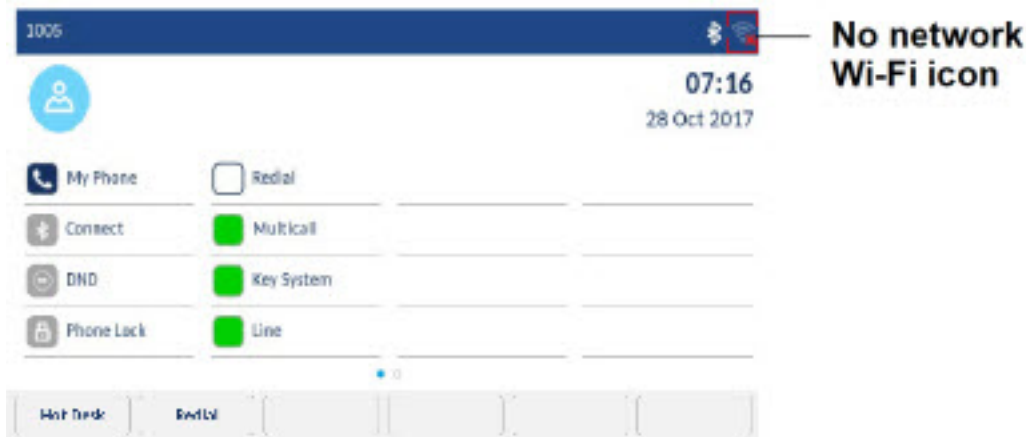 1005
No network
Wi-Fi icon
07:16
28 Oct 2017
My Phone Redial
Connect Multicall
DND Key System
Phone Lock Line
Hot Desk Redial